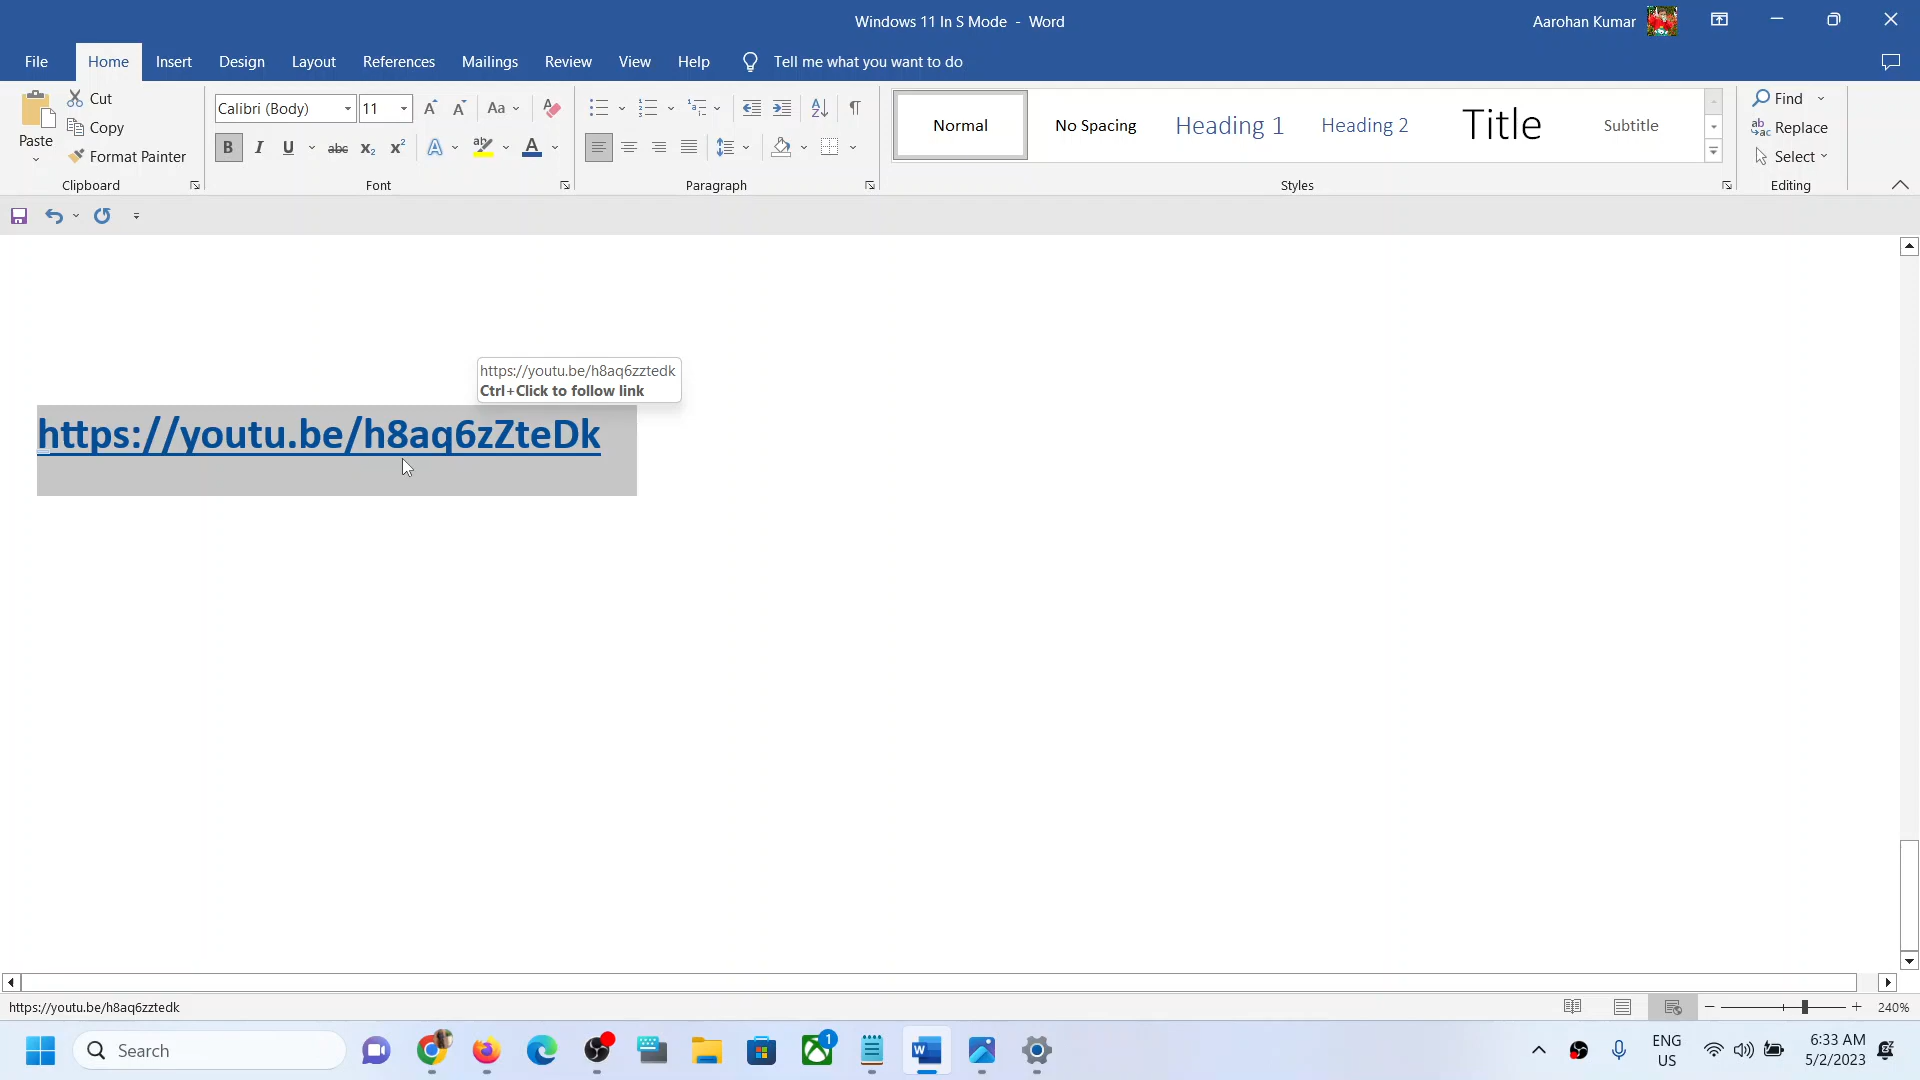 Windows 11 In S Mode - Word
Aarohan Kumar
File Home Insert Design Layout References Mailings Review View Help Tell me what you want to do
Paste
Cut
Copy
Format Painter
Clipboard
Calibri (Body) 11 Aa
B I U abc x₂ x² A ab A
Font
Paragraph
Normal No Spacing Heading 1 Heading 2 Title Subtitle
Styles
Find
Replace
Select
Editing
https://youtu.be/h8aq6zztedk
Ctrl+Click to follow link
https://youtu.be/h8aq6zZteDk
https://youtu.be/h8aq6zztedk
240%
Search
1
ENG
US
6:33 AM
5/2/2023